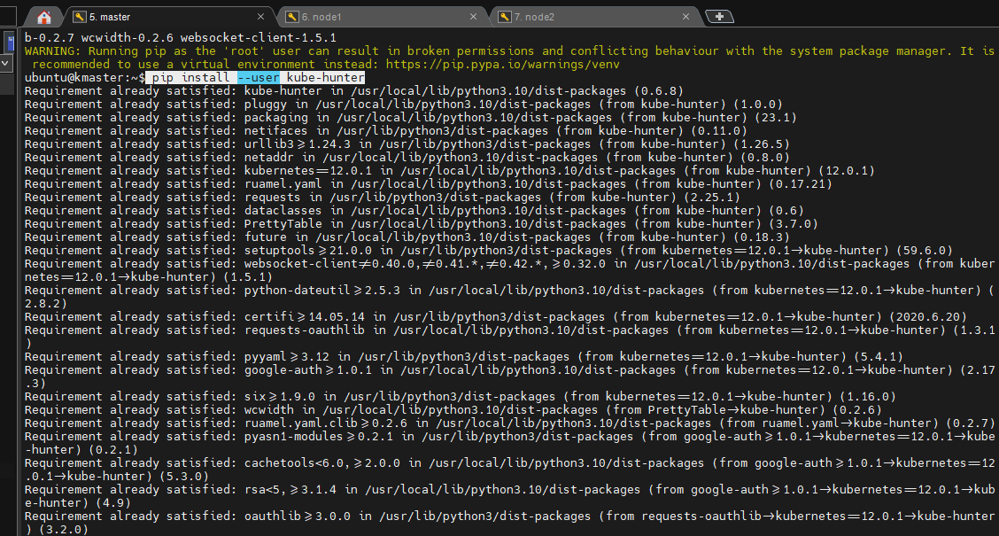 5. master
6. node1
7. node2
b-0.2.7 wcwidth-0.2.6 websocket-client-1.5.1
WARNING: Running pip as the 'root' user can result in broken permissions and conflicting behaviour with the system package manager. It is
recommended to use a virtual environment instead: https://pip.pypa.io/warnings/venv
ubuntu@kmaster:~$ pip install --user kube-hunter
Requirement already satisfied: kube-hunter in /usr/local/lib/python3.10/dist-packages (0.6.8)
Requirement already satisfied: pluggy in /usr/local/lib/python3.10/dist-packages (from kube-hunter) (1.0.0)
Requirement already satisfied: packaging in /usr/local/lib/python3.10/dist-packages (from kube-hunter) (23.1)
Requirement already satisfied: netifaces in /usr/lib/python3/dist-packages (from kube-hunter) (0.11.0)
Requirement already satisfied: urllib3≥1.24.3 in /usr/lib/python3/dist-packages (from kube-hunter) (1.26.5)
Requirement already satisfied: netaddr in /usr/lib/python3/dist-packages (from kube-hunter) (0.8.0)
Requirement already satisfied: kubernetes==12.0.1 in /usr/local/lib/python3.10/dist-packages (from kube-hunter) (12.0.1)
Requirement already satisfied: ruamel.yaml in /usr/local/lib/python3.10/dist-packages (from kube-hunter) (0.17.21)
Requirement already satisfied: requests in /usr/lib/python3/dist-packages (from kube-hunter) (2.25.1)
Requirement already satisfied: dataclasses in /usr/local/lib/python3.10/dist-packages (from kube-hunter) (0.6)
Requirement already satisfied: PrettyTable in /usr/local/lib/python3.10/dist-packages (from kube-hunter) (3.7.0)
Requirement already satisfied: future in /usr/local/lib/python3.10/dist-packages (from kube-hunter) (0.18.3)
Requirement already satisfied: setuptools≥21.0.0 in /usr/lib/python3/dist-packages (from kubernetes==12.0.1→kube-hunter) (59.6.0)
Requirement already satisfied: websocket-client≠0.40.0,≠0.41.*,≠0.42.*,≥0.32.0 in /usr/local/lib/python3.10/dist-packages (from kuber
netes==12.0.1→kube-hunter) (1.5.1)
Requirement already satisfied: python-dateutil≥2.5.3 in /usr/local/lib/python3.10/dist-packages (from kubernetes==12.0.1→kube-hunter) (
2.8.2)
Requirement already satisfied: certifi≥14.05.14 in /usr/lib/python3/dist-packages (from kubernetes==12.0.1→kube-hunter) (2020.6.20)
Requirement already satisfied: requests-oauthlib in /usr/local/lib/python3.10/dist-packages (from kubernetes==12.0.1→kube-hunter) (1.3.1
)
Requirement already satisfied: pyyaml≥3.12 in /usr/lib/python3/dist-packages (from kubernetes==12.0.1→kube-hunter) (5.4.1)
Requirement already satisfied: google-auth≥1.0.1 in /usr/local/lib/python3.10/dist-packages (from kubernetes==12.0.1→kube-hunter) (2.17
.3)
Requirement already satisfied: six≥1.9.0 in /usr/lib/python3/dist-packages (from kubernetes==12.0.1→kube-hunter) (1.16.0)
Requirement already satisfied: wcwidth in /usr/local/lib/python3.10/dist-packages (from PrettyTable→kube-hunter) (0.2.6)
Requirement already satisfied: ruamel.yaml.clib≥0.2.6 in /usr/local/lib/python3.10/dist-packages (from ruamel.yaml→kube-hunter) (0.2.7)
Requirement already satisfied: pyasn1-modules≥0.2.1 in /usr/lib/python3/dist-packages (from google-auth≥1.0.1→kubernetes==12.0.1→kube
-hunter) (0.2.1)
Requirement already satisfied: cachetools<6.0,≥2.0.0 in /usr/local/lib/python3.10/dist-packages (from google-auth≥1.0.1→kubernetes==12
.0.1→kube-hunter) (5.3.0)
Requirement already satisfied: rsa<5,≥3.1.4 in /usr/local/lib/python3.10/dist-packages (from google-auth≥1.0.1→kubernetes==12.0.1→kub
e-hunter) (4.9)
Requirement already satisfied: oauthlib≥3.0.0 in /usr/lib/python3/dist-packages (from requests-oauthlib→kubernetes==12.0.1→kube-hunter
) (3.2.0)